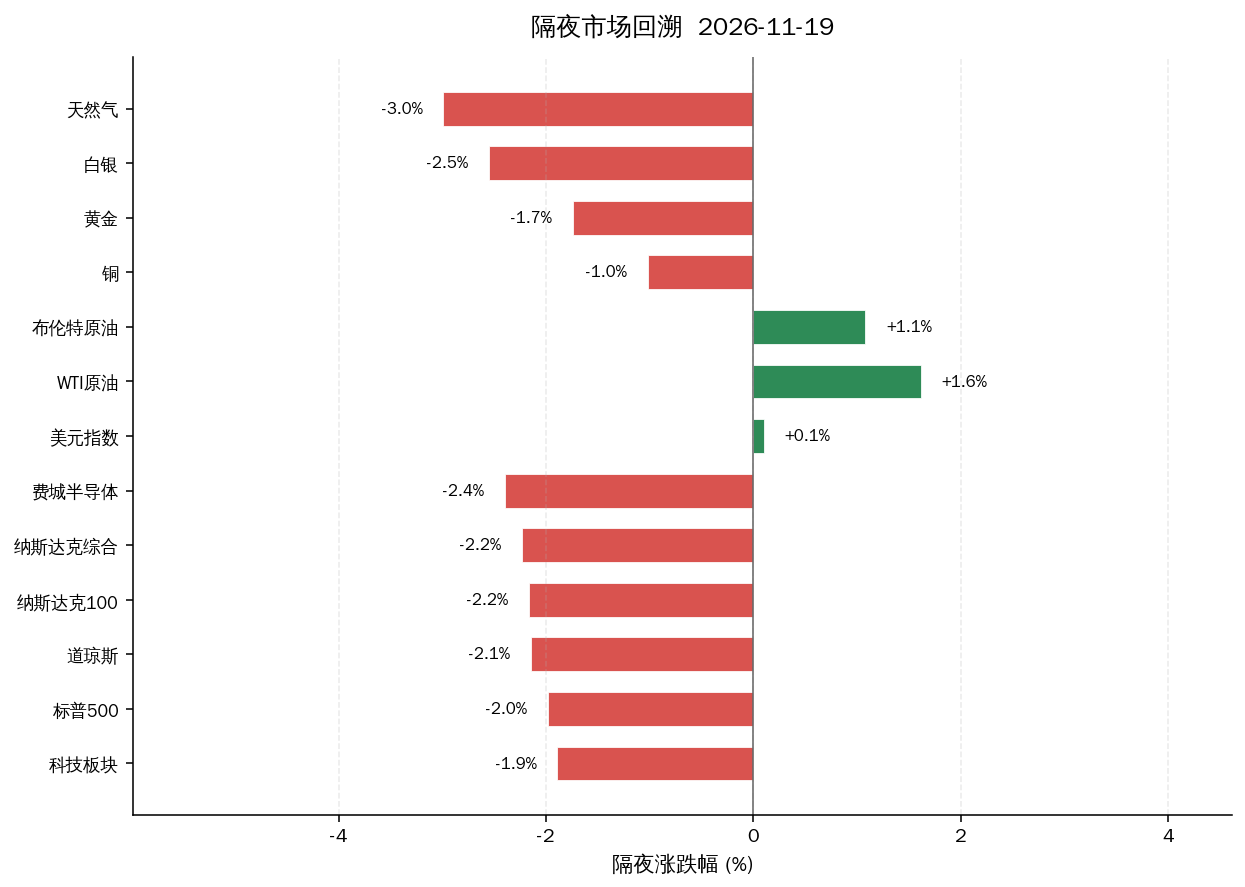 隔夜市场回溯 2026-11-19
天然气 -3.0%
白银 -2.5%
黄金 -1.7%
铜 -1.0%
布伦特原油 +1.1%
WTI原油 +1.6%
美元指数 +0.1%
费城半导体 -2.4%
纳斯达克综合 -2.2%
纳斯达克100 -2.2%
道琼斯 -2.1%
标普500 -2.0%
科技板块 -1.9%
-4 -2 0 2 4
隔夜涨跌幅 (%)